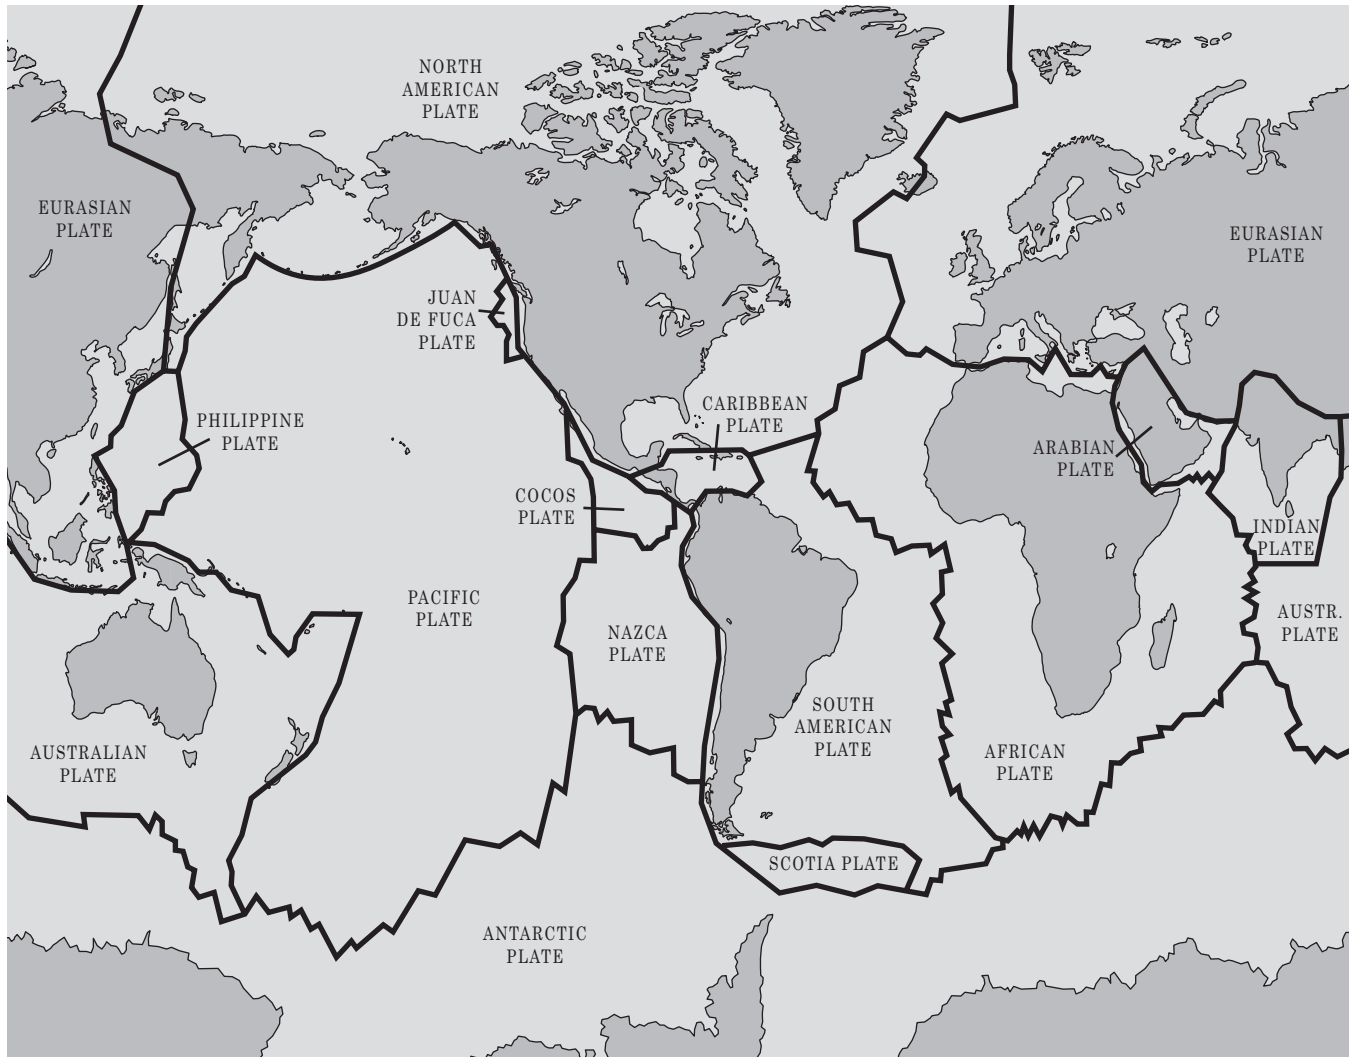 NORTH
AMERICAN
PLATE
EURASIAN
PLATE
EURASIAN
PLATE
JUAN
DE FUCA
PLATE
PHILIPPINE
PLATE
CARIBBEAN
PLATE
ARABIAN
PLATE
COCOS
PLATE
INDIAN
PLATE
PACIFIC
PLATE
NAZCA
PLATE
AUSTR.
PLATE
SOUTH
AMERICAN
PLATE
AUSTRALIAN
PLATE
AFRICAN
PLATE
SCOTIA PLATE
ANTARCTIC
PLATE